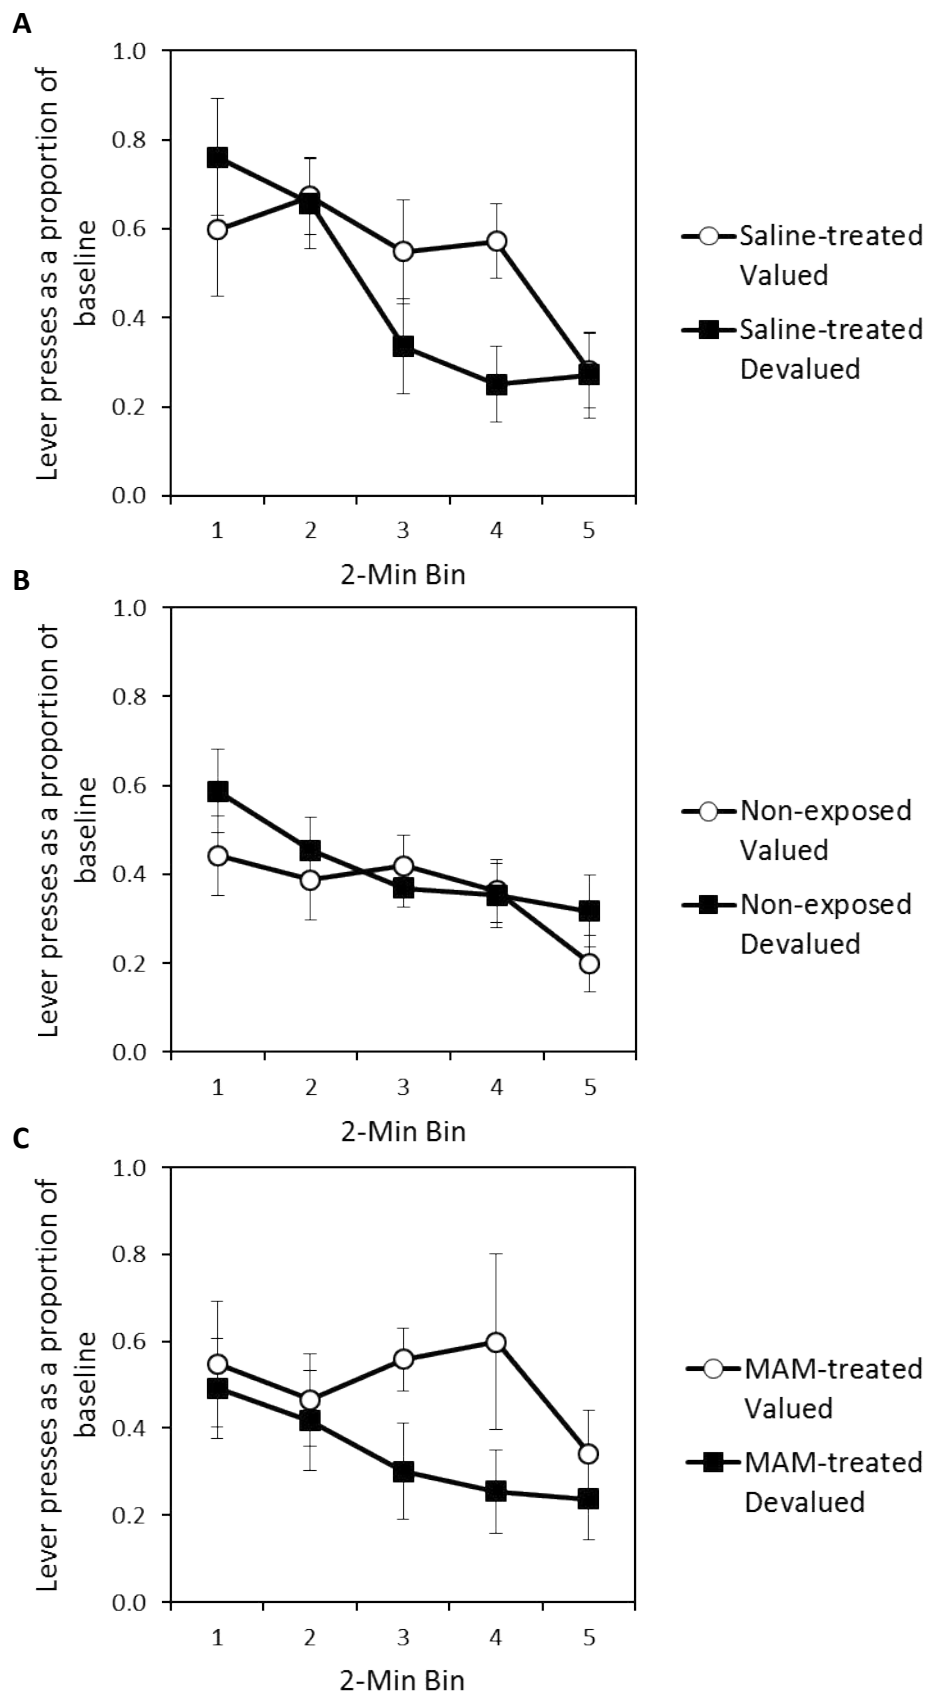 A
Lever presses as a proportion of
baseline
1.0
0.8
0.6
0.4
0.2
0.0
1 2 3 4 5
2-Min Bin
Saline-treated
Valued
Saline-treated
Devalued
B
Lever presses as a proportion of
baseline
1.0
0.8
0.6
0.4
0.2
0.0
1 2 3 4 5
2-Min Bin
Non-exposed
Valued
Non-exposed
Devalued
C
Lever presses as a proportion of
baseline
1.0
0.8
0.6
0.4
0.2
0.0
1 2 3 4 5
2-Min Bin
MAM-treated
Valued
MAM-treated
Devalued